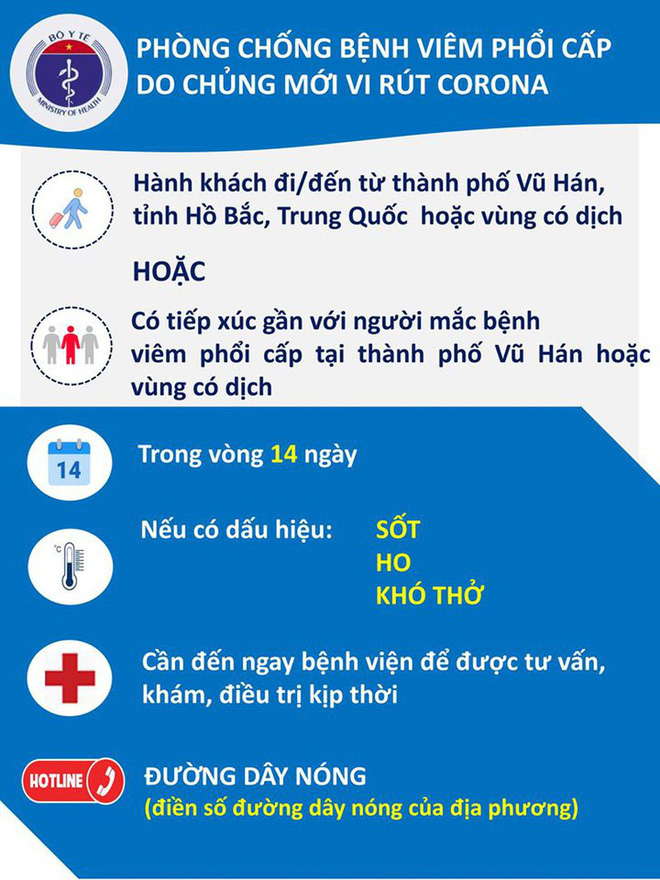 BỘ Y TẾ
MINISTRY OF HEALTH
PHÒNG CHỐNG BỆNH VIÊM PHỔI CẤP
DO CHỦNG MỚI VI RÚT CORONA
Hành khách đi/đến từ thành phố Vũ Hán,
tỉnh Hồ Bắc, Trung Quốc hoặc vùng có dịch
HOẶC
Có tiếp xúc gần với người mắc bệnh
viêm phổi cấp tại thành phố Vũ Hán hoặc
vùng có dịch
14
Trong vòng 14 ngày
°C
Nếu có dấu hiệu: SỐT
HO
KHÓ THỞ
Cần đến ngay bệnh viện để được tư vấn,
khám, điều trị kịp thời
HOTLINE
ĐƯỜNG DÂY NÓNG
(điền số đường dây nóng của địa phương)